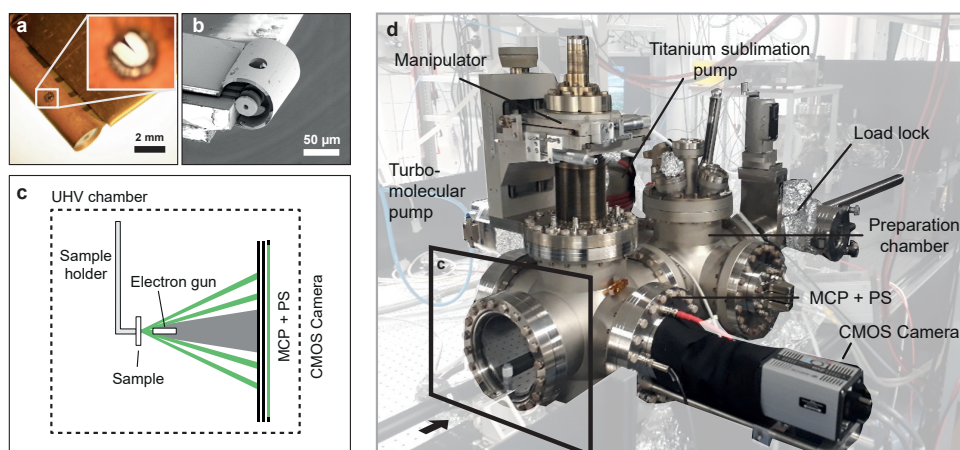 a
2 mm
b
50 µm
c
UHV chamber
Sample
holder
Electron gun
Sample
MCP + PS
CMOS Camera
d
Manipulator
Titanium sublimation
pump
Turbo-
molecular
pump
Load lock
Preparation
chamber
c
MCP + PS
CMOS Camera